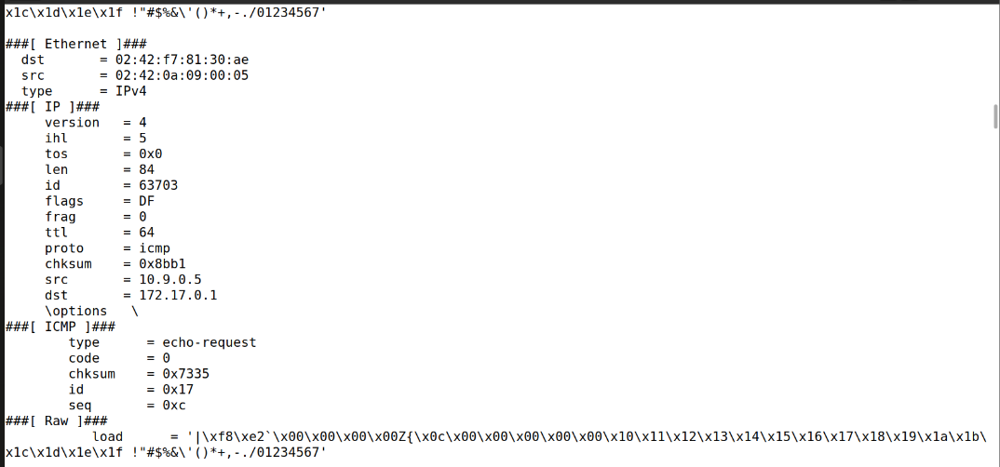 x1c\x1d\x1e\x1f !"#$%&\'()*+,-./01234567'
###[ Ethernet ]###
dst = 02:42:f7:81:30:ae
src = 02:42:0a:09:00:05
type = IPv4
###[ IP ]###
version = 4
ihl = 5
tos = 0x0
len = 84
id = 63703
flags = DF
frag = 0
ttl = 64
proto = icmp
chksum = 0x8bb1
src = 10.9.0.5
dst = 172.17.0.1
\options \
###[ ICMP ]###
type = echo-request
code = 0
chksum = 0x7335
id = 0x17
seq = 0xc
###[ Raw ]###
load = '|\xf8\xe2`\x00\x00\x00\x00Z{\x0c\x00\x00\x00\x00\x00\x10\x11\x12\x13\x14\x15\x16\x17\x18\x19\x1a\x1b\
x1c\x1d\x1e\x1f !"#$%&\'()*+,-./01234567'